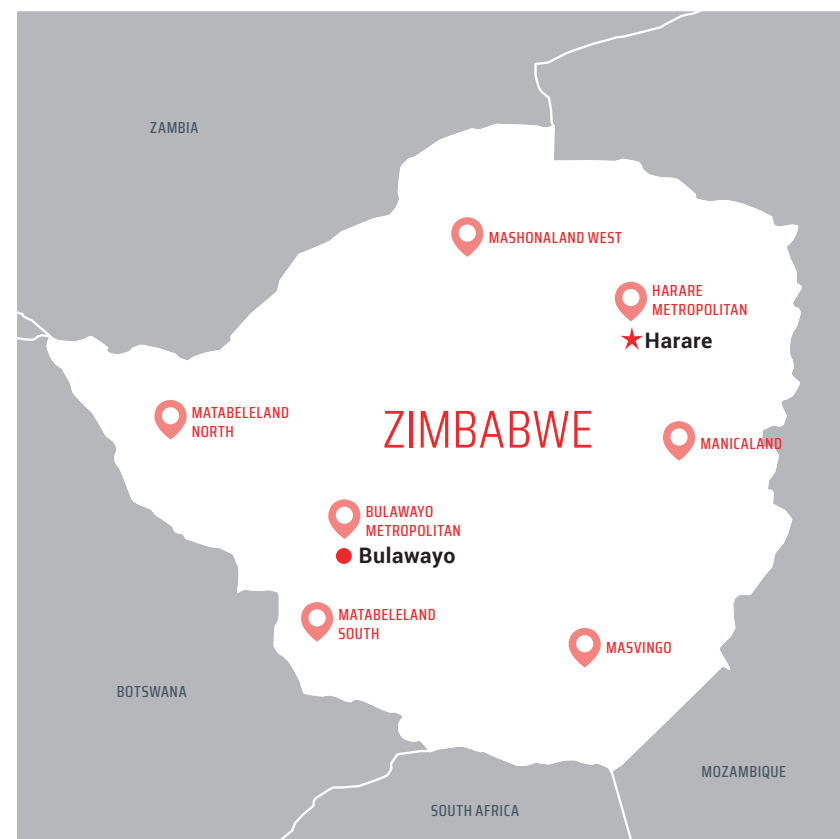 ZAMBIA
MASHONALAND WEST
HARARE
METROPOLITAN
Harare
MATABELELAND
NORTH
ZIMBABWE
MANICALAND
BULAWAYO
METROPOLITAN
Bulawayo
MATABELELAND
SOUTH
MASVINGO
BOTSWANA
MOZAMBIQUE
SOUTH AFRICA